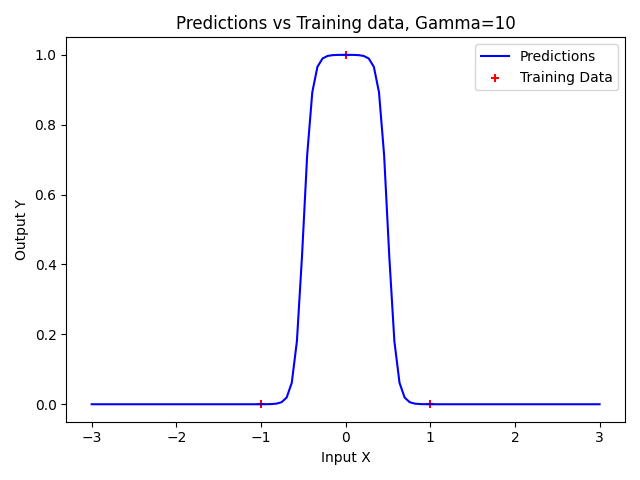 Predictions vs Training data, Gamma=10
Predictions
Training Data
Output Y
1.0
0.8
0.6
0.4
0.2
0.0
−3
−2
−1
0
1
2
3
Input X